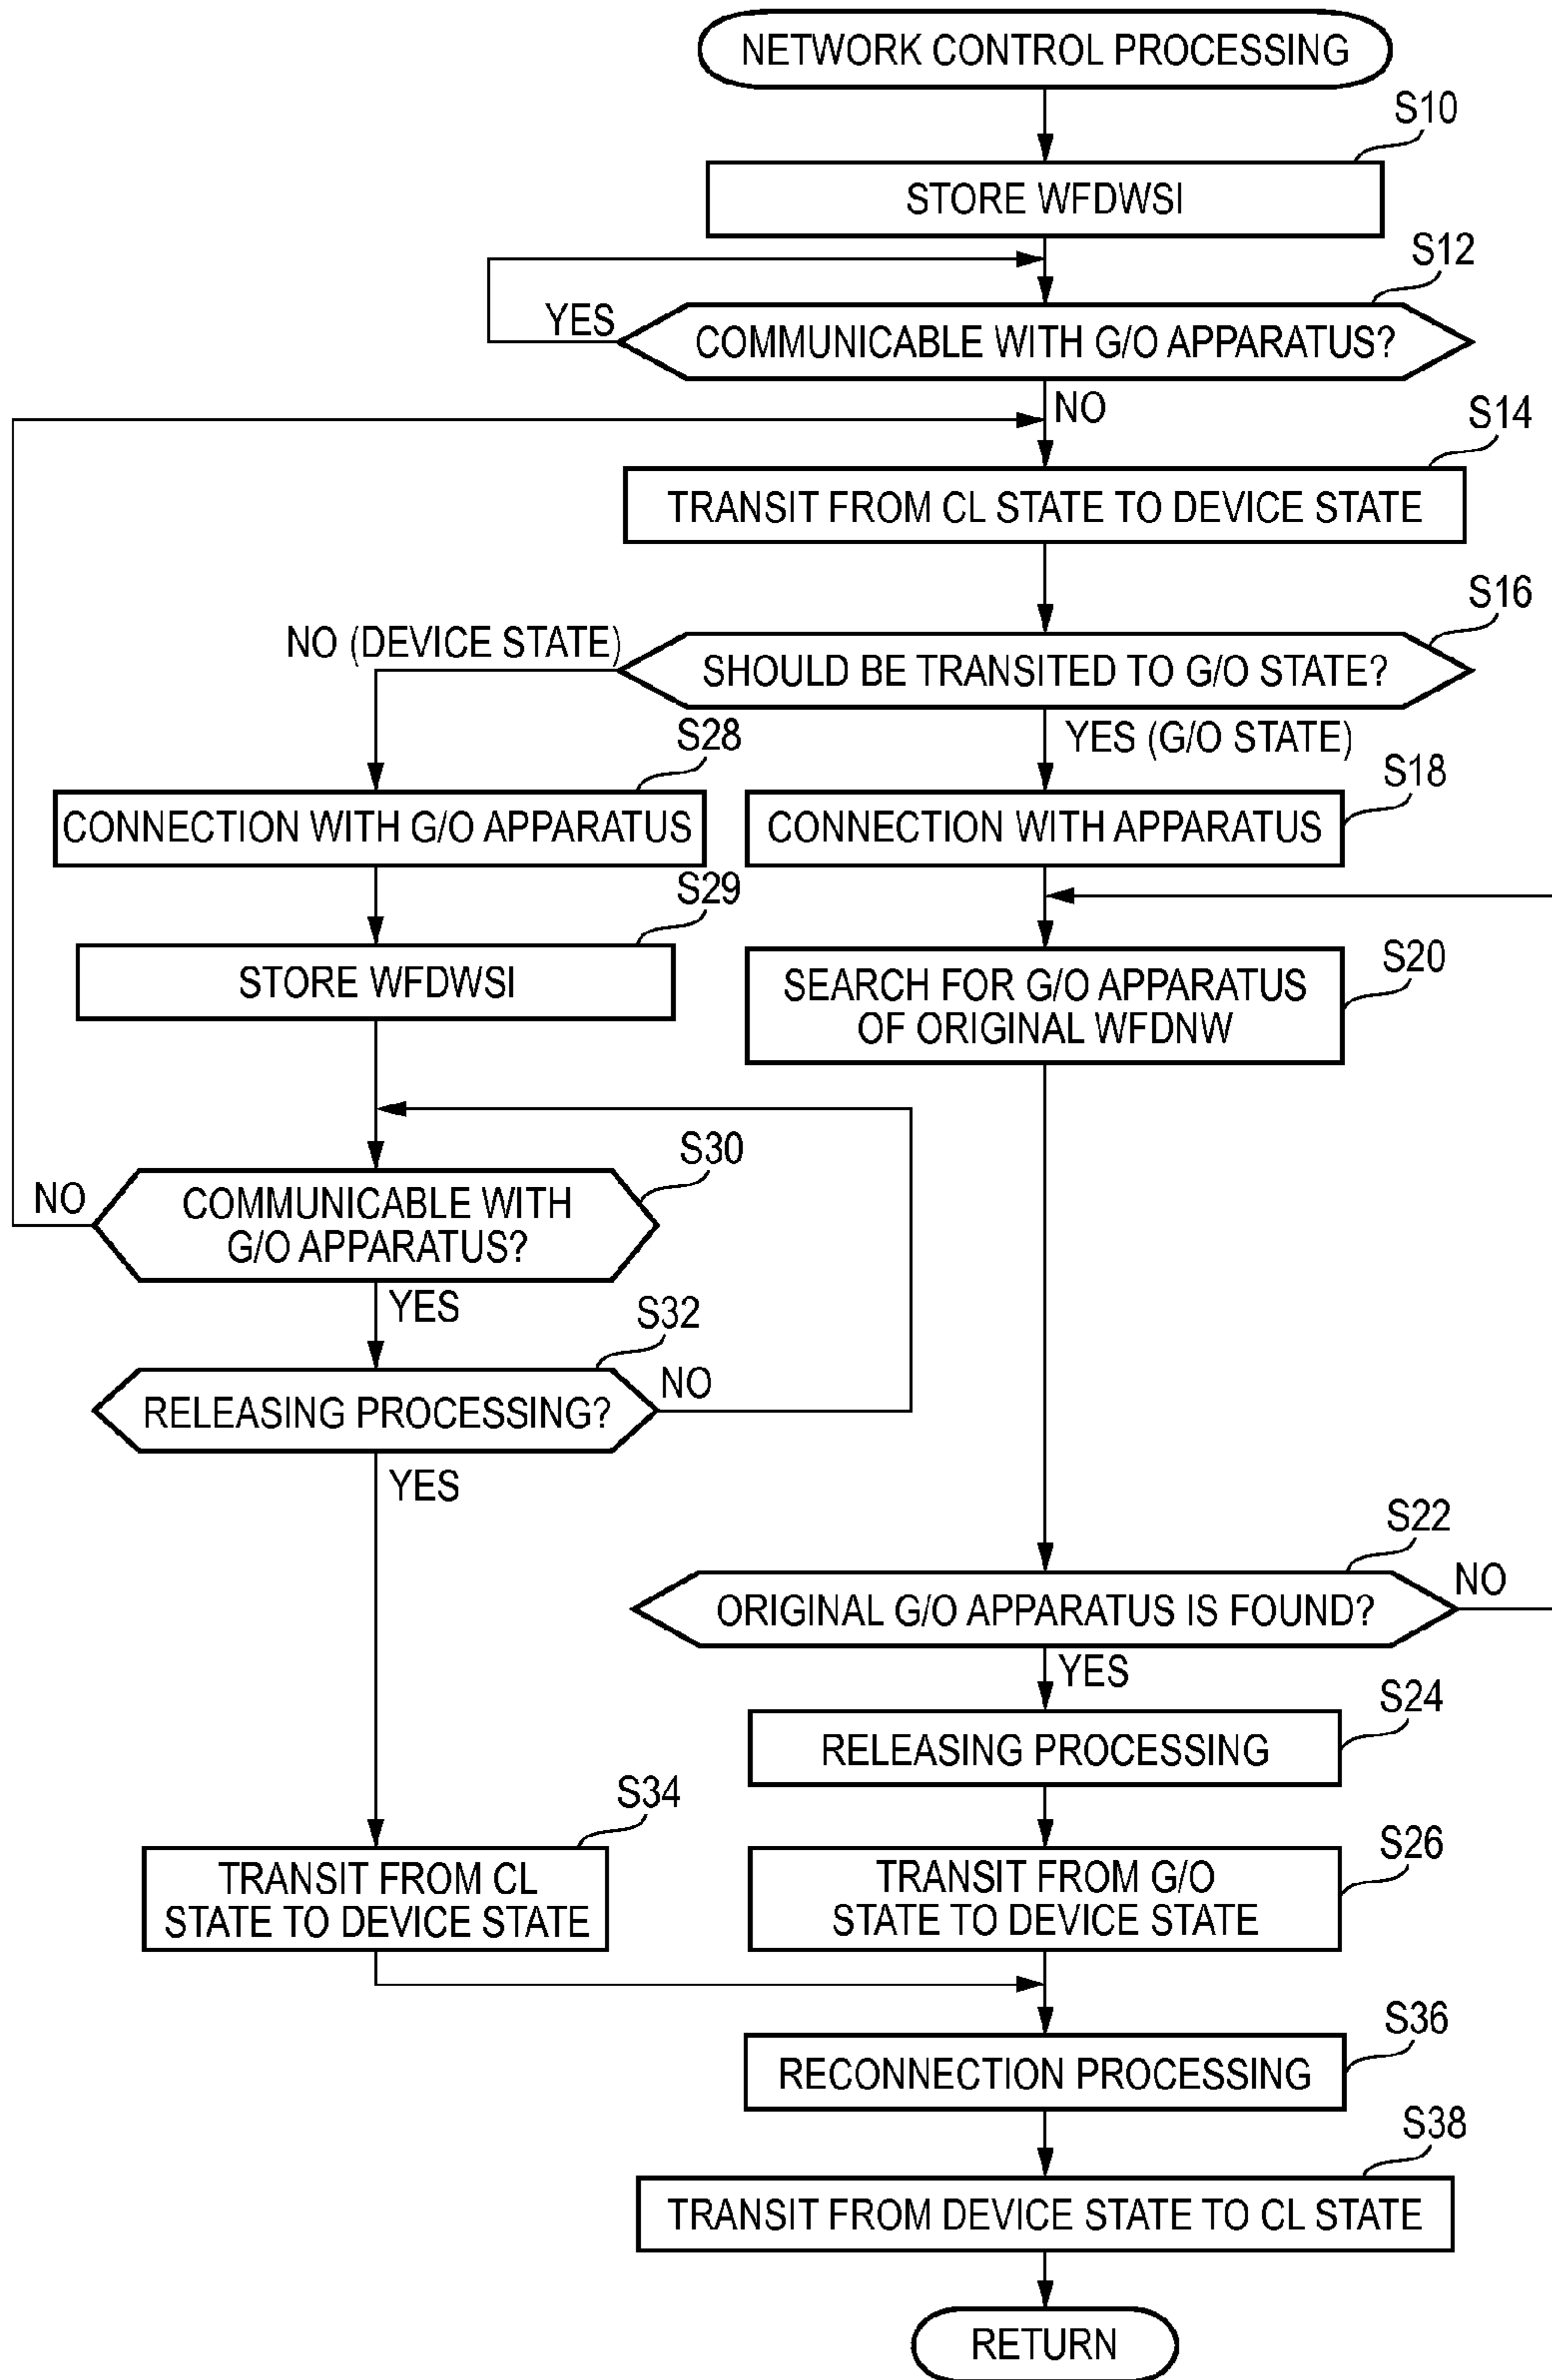 NETWORK CONTROL PROCESSING
S10
STORE WFDWSI
S12
YES
COMMUNICABLE WITH G/O APPARATUS?
NO
S14
TRANSIT FROM CL STATE TO DEVICE STATE
S16
NO (DEVICE STATE)
SHOULD BE TRANSITED TO G/O STATE?
YES (G/O STATE)
S28
S18
CONNECTION WITH G/O APPARATUS
CONNECTION WITH APPARATUS
S29
STORE WFDWSI
S20
SEARCH FOR G/O APPARATUS
OF ORIGINAL WFDNW
S30
NO
COMMUNICABLE WITH
G/O APPARATUS?
YES
S32
NO
RELEASING PROCESSING?
YES
S22
NO
ORIGINAL G/O APPARATUS IS FOUND?
YES
S24
RELEASING PROCESSING
S34
TRANSIT FROM CL
STATE TO DEVICE STATE
S26
TRANSIT FROM G/O
STATE TO DEVICE STATE
S36
RECONNECTION PROCESSING
S38
TRANSIT FROM DEVICE STATE TO CL STATE
RETURN